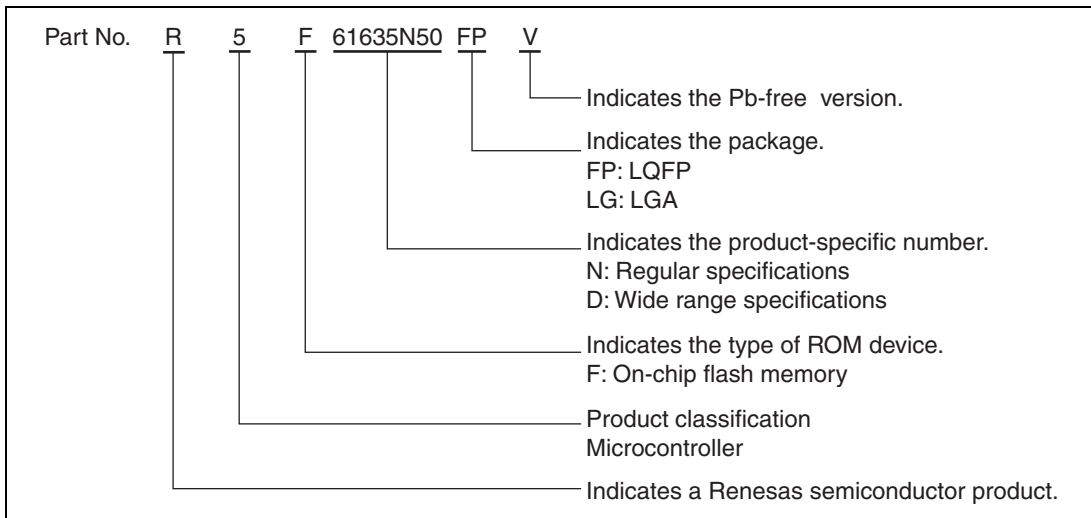 Part No. R 5 F 61635N50 FP V
Indicates the Pb-free version.
Indicates the package.
FP: LQFP
LG: LGA
Indicates the product-specific number.
N: Regular specifications
D: Wide range specifications
Indicates the type of ROM device.
F: On-chip flash memory
Product classification
Microcontroller
Indicates a Renesas semiconductor product.